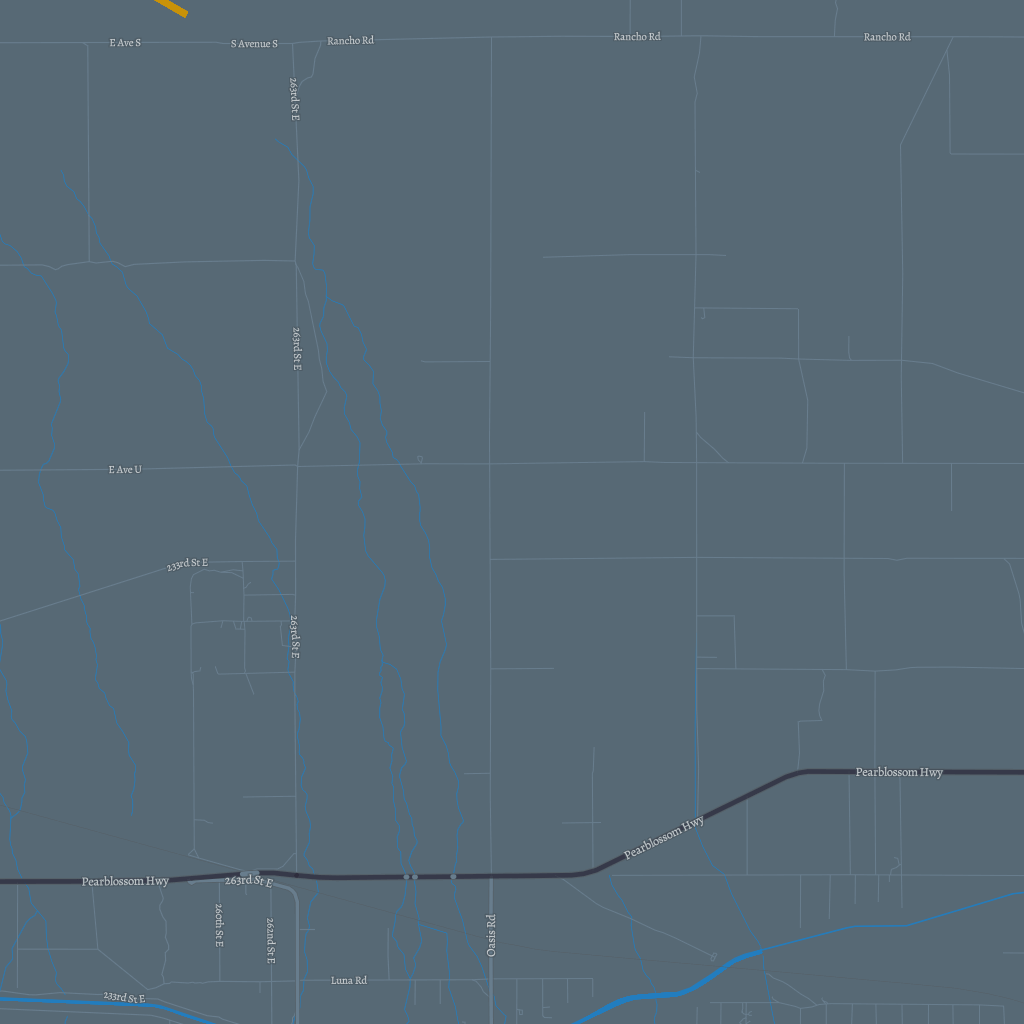 E Ave S
S Avenue S
Rancho Rd
Rancho Rd
Rancho Rd
263rd St E
263rd St E
E Ave U
233rd St E
263rd St E
Pearblossom Hwy
Pearblossom Hwy
Pearblossom Hwy
263rd St E
260th St E
262nd St E
Oasis Rd
Luna Rd
233rd St E